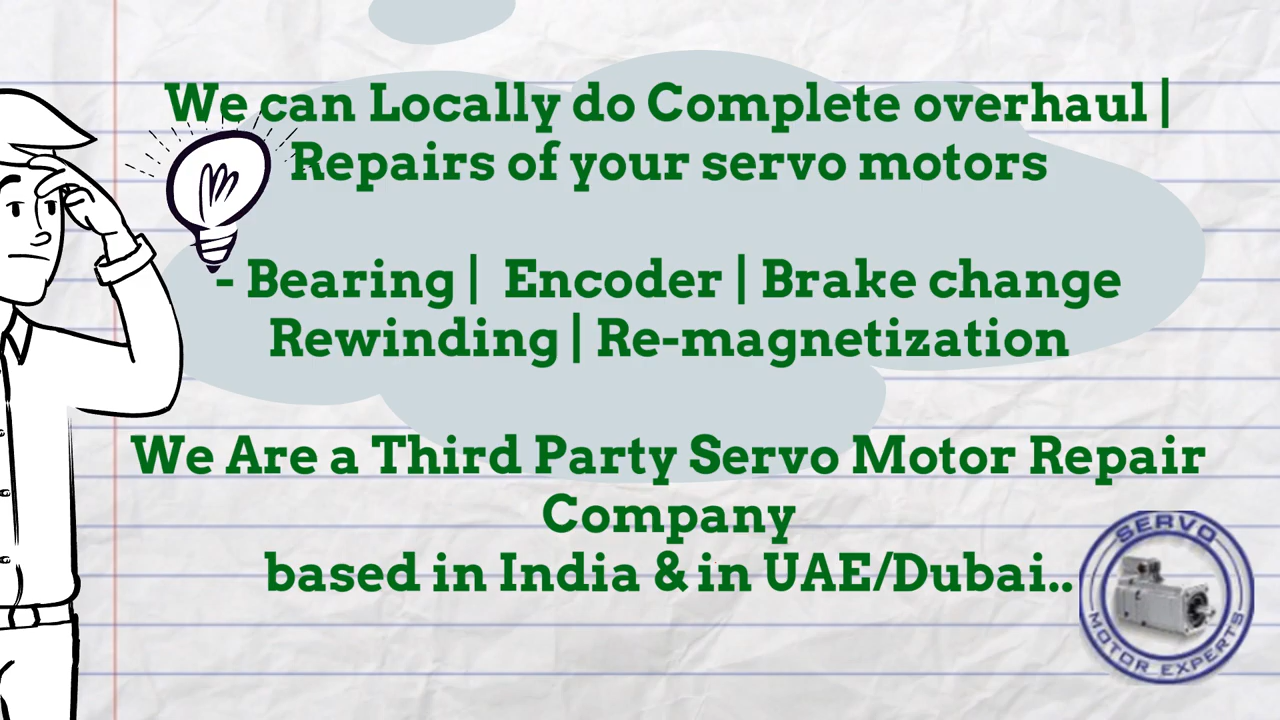 We can Locally do Complete overhaul |
Repairs of your servo motors
- Bearing | Encoder | Brake change
Rewinding | Re-magnetization
We Are a Third Party Servo Motor Repair
Company
based in India & in UAE/Dubai..
SERVO
MOTOR EXPERTS